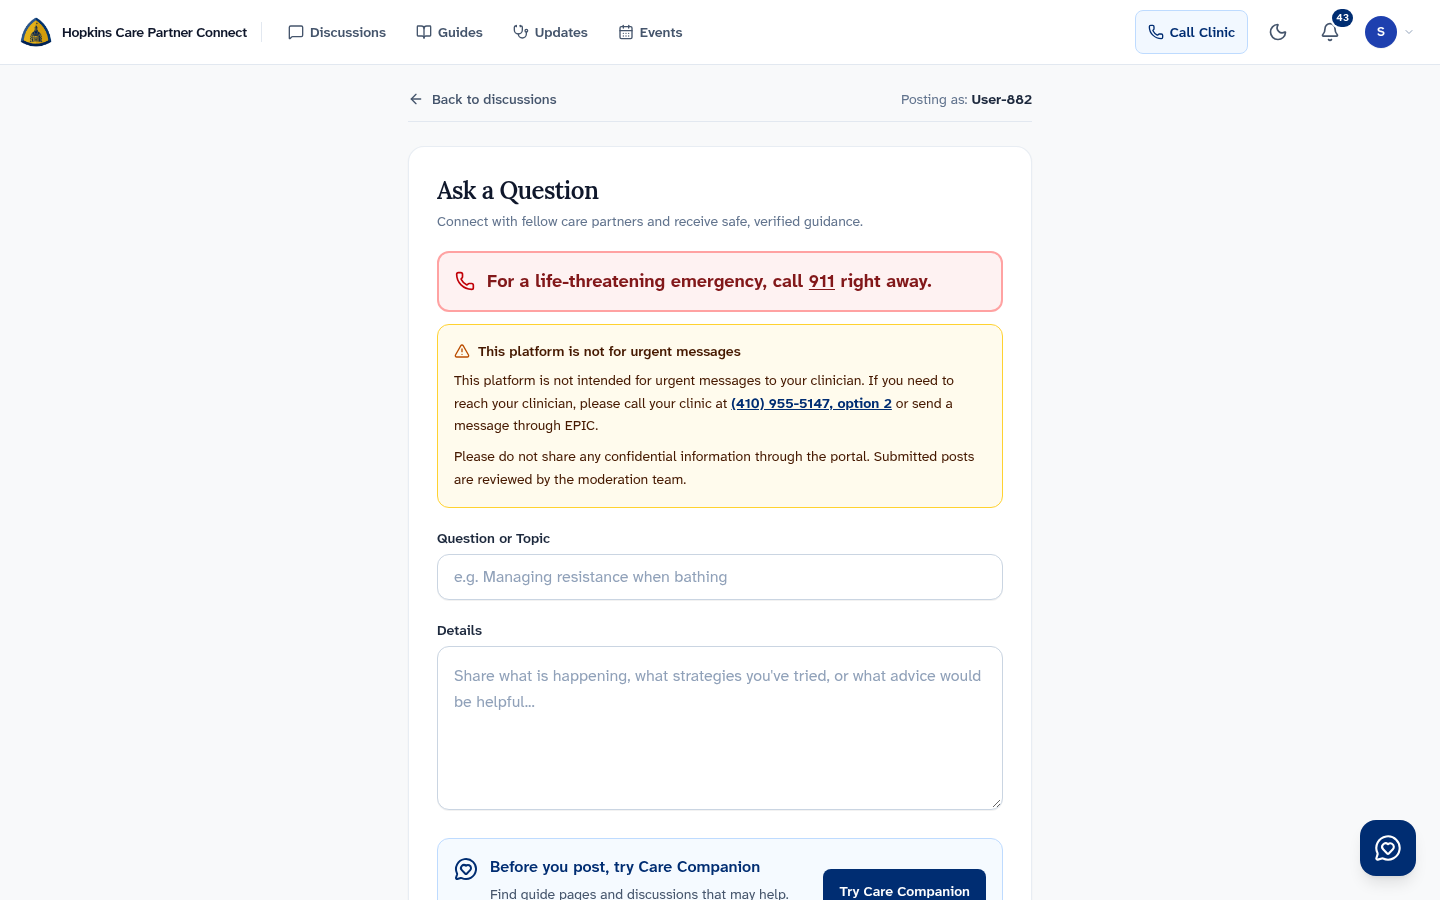 Hopkins Care Partner Connect
Discussions
Guides
Updates
Events
Call Clinic
43
S
Back to discussions
Posting as: User-882
Ask a Question
Connect with fellow care partners and receive safe, verified guidance.
For a life-threatening emergency, call 911 right away.
This platform is not for urgent messages
This platform is not intended for urgent messages to your clinician. If you need to
reach your clinician, please call your clinic at (410) 955-5147, option 2 or send a
message through EPIC.
Please do not share any confidential information through the portal. Submitted posts
are reviewed by the moderation team.
Question or Topic
e.g. Managing resistance when bathing
Details
Share what is happening, what strategies you've tried, or what advice would
be helpful...
Before you post, try Care Companion
Find guide pages and discussions that may help.
Try Care Companion